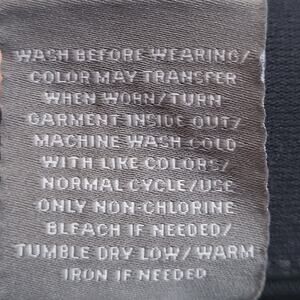 WASH BEFORE WEARING/
COLOR MAY TRANSFER
WHEN WORN/TURN
GARMENT INSIDE OUT/
MACHINE WASH COLD
WITH LIKE COLORS/
NORMAL CYCLE/USE
ONLY NON-CHLORINE
BLEACH IF NEEDED/
TUMBLE DRY LOW/WARM
IRON IF NEEDED